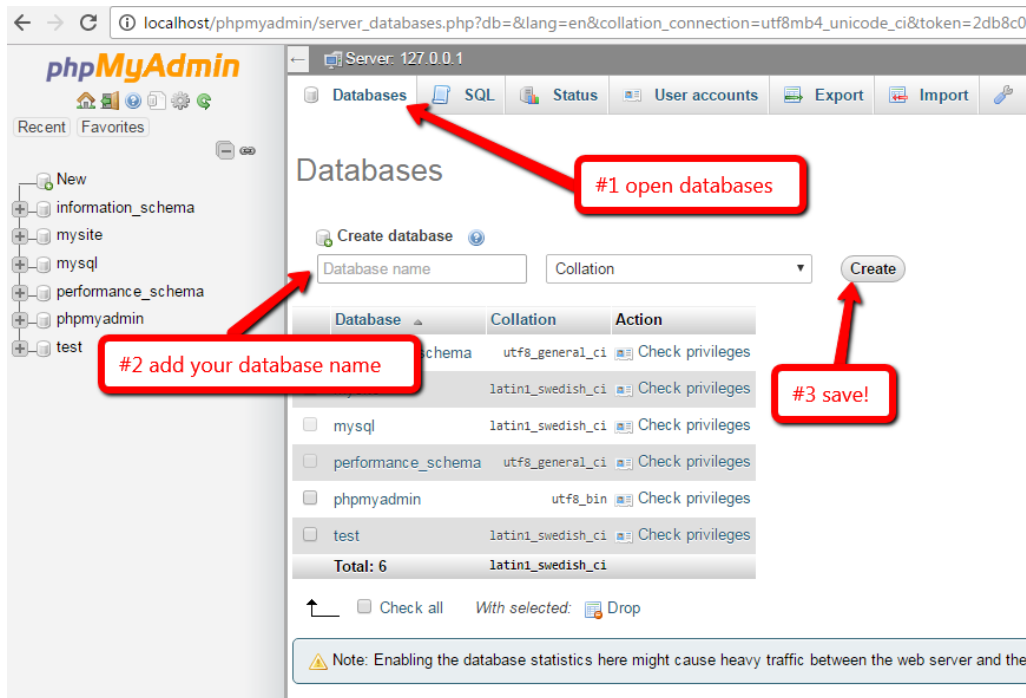 localhost/phpmyadmin/server_databases.php?db=&lang=en&collation_connection=utf8mb4_unicode_ci&token=2db8c0
phpMyAdmin
Recent Favorites
New
information_schema
mysite
mysql
performance_schema
phpmyadmin
test
Server: 127.0.0.1
Databases SQL Status User accounts Export Import
Databases
#1 open databases
Create database
Database name Collation Create
#2 add your database name
#3 save!
Database Collation Action
schema utf8_general_ci Check privileges
latin1_swedish_ci Check privileges
mysql latin1_swedish_ci Check privileges
performance_schema utf8_general_ci Check privileges
phpmyadmin utf8_bin Check privileges
test latin1_swedish_ci Check privileges
Total: 6 latin1_swedish_ci
Check all With selected: Drop
Note: Enabling the database statistics here might cause heavy traffic between the web server and the